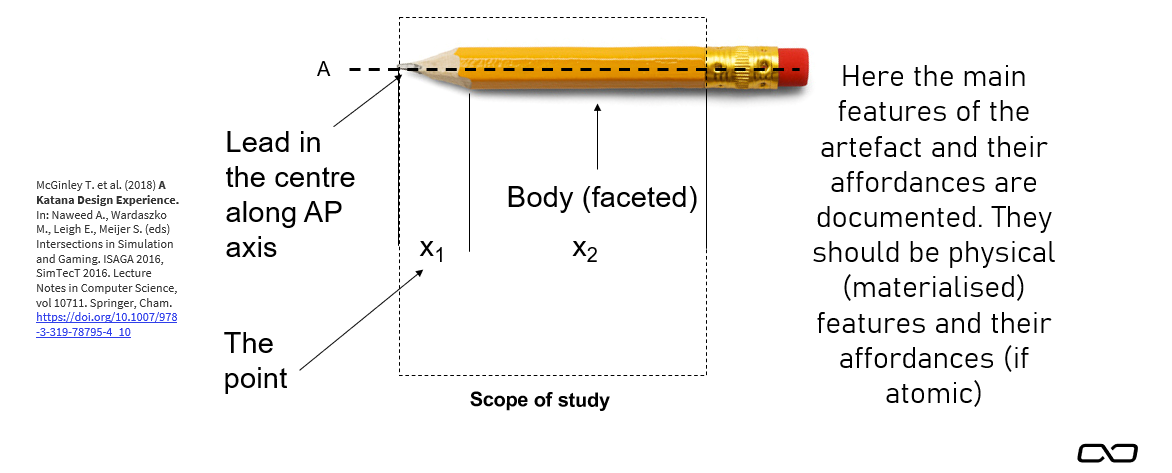 A
Lead in
the centre
along AP
axis
Body (faceted)
x1
x2
The
point
Scope of study
McGinley T. et al. (2018) A
Katana Design Experience.
In: Naweed A., Wardaszko
M., Leigh E., Meijer S. (eds)
Intersections in Simulation
and Gaming. ISAGA 2016,
SimTecT 2016. Lecture
Notes in Computer Science,
vol 10711. Springer, Cham.
https://doi.org/10.1007/978
-3-319-78795-4_10
Here the main
features of the
artefact and their
affordances are
documented. They
should be physical
(materialised)
features and their
affordances (if
atomic)